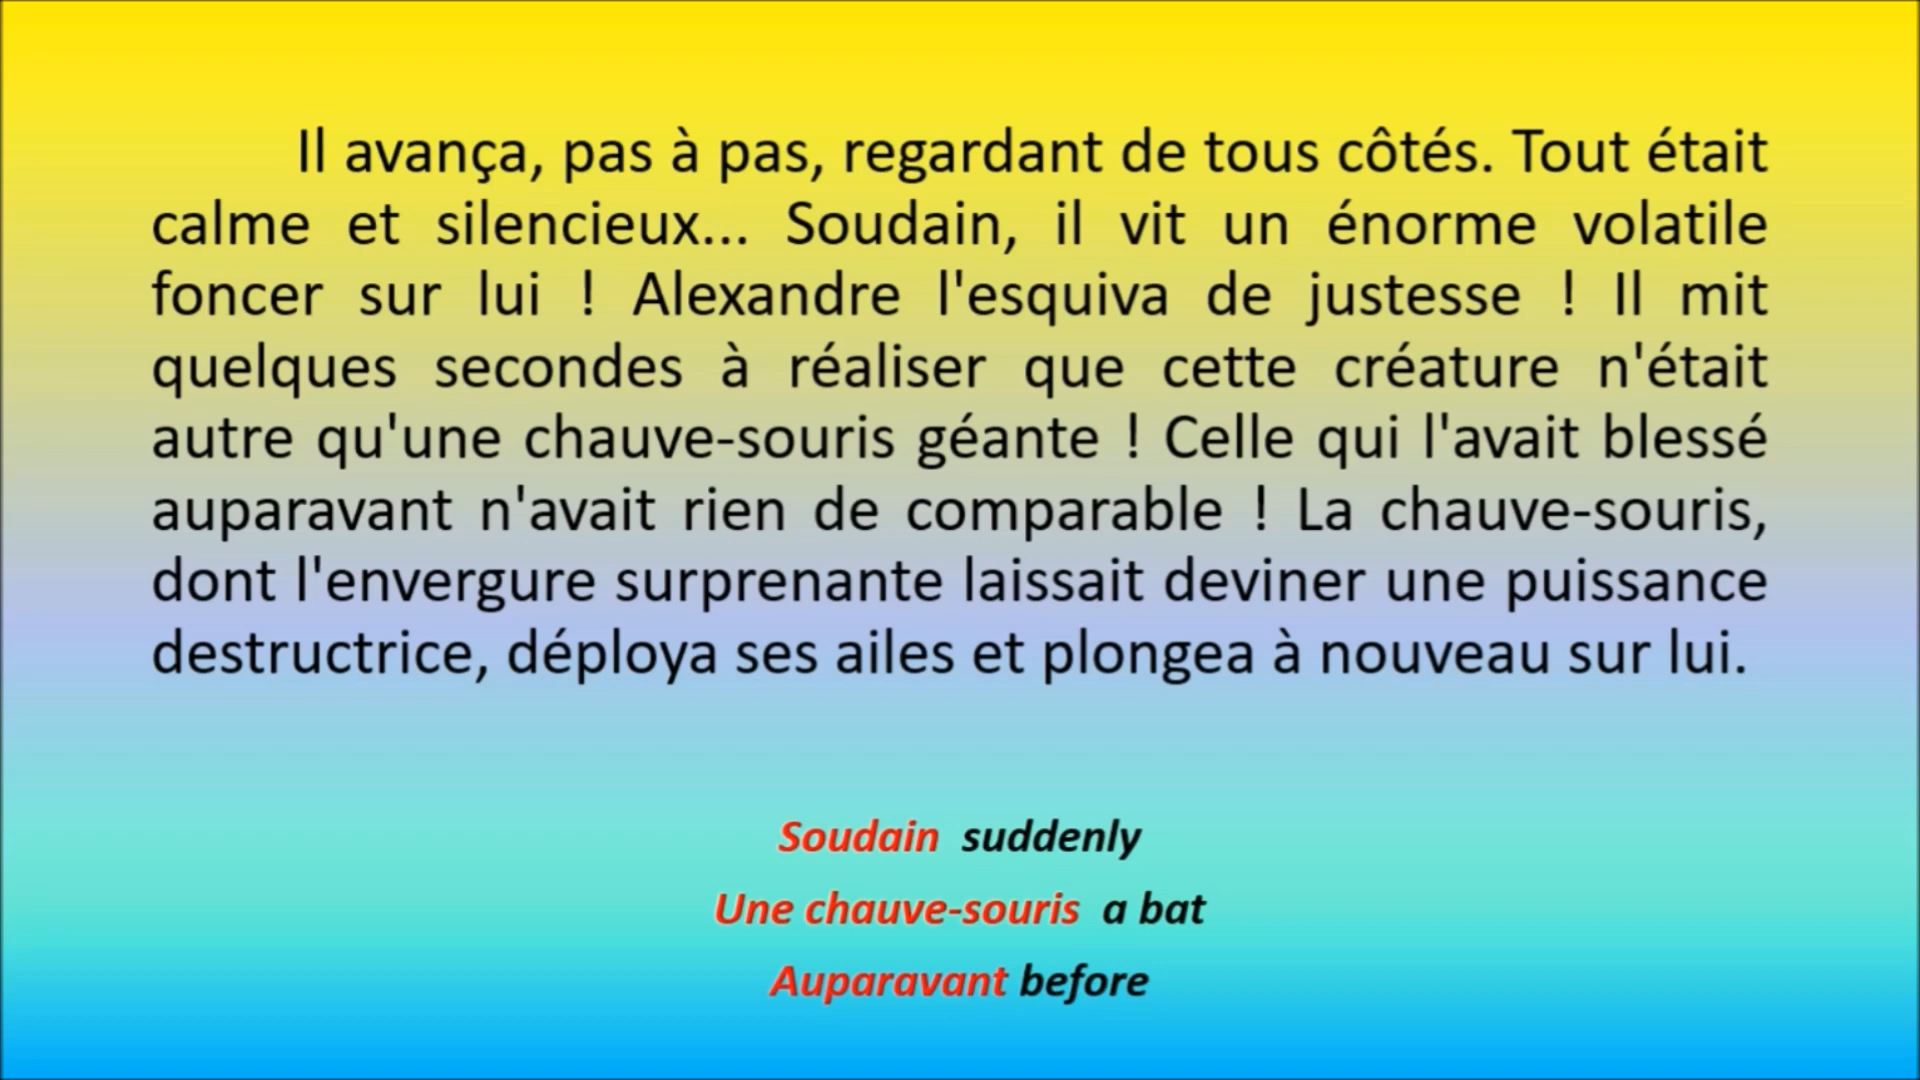 Il avança, pas à pas, regardant de tous côtés. Tout était
calme et silencieux... Soudain, il vit un énorme volatile
foncer sur lui ! Alexandre l'esquiva de justesse ! Il mit
quelques secondes à réaliser que cette créature n'était
autre qu'une chauve-souris géante ! Celle qui l'avait blessé
auparavant n'avait rien de comparable ! La chauve-souris,
dont l'envergure surprenante laissait deviner une puissance
destructrice, déploya ses ailes et plongea à nouveau sur lui.
Soudain suddenly
Une chauve-souris a bat
Auparavant before